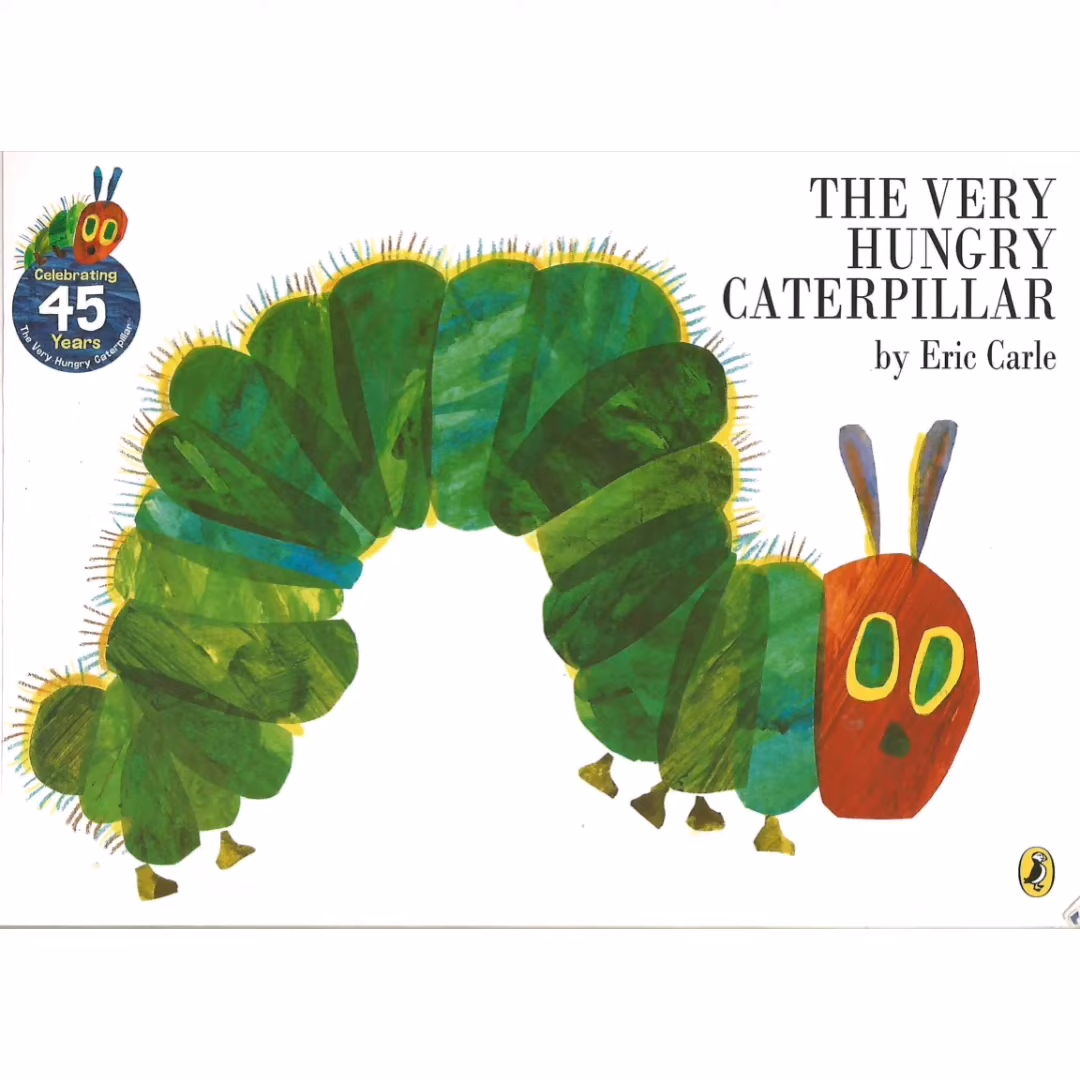 Celebrating
45
Years
The Very Hungry Caterpillar
THE VERY
HUNGRY
CATERPILLAR
by Eric Carle